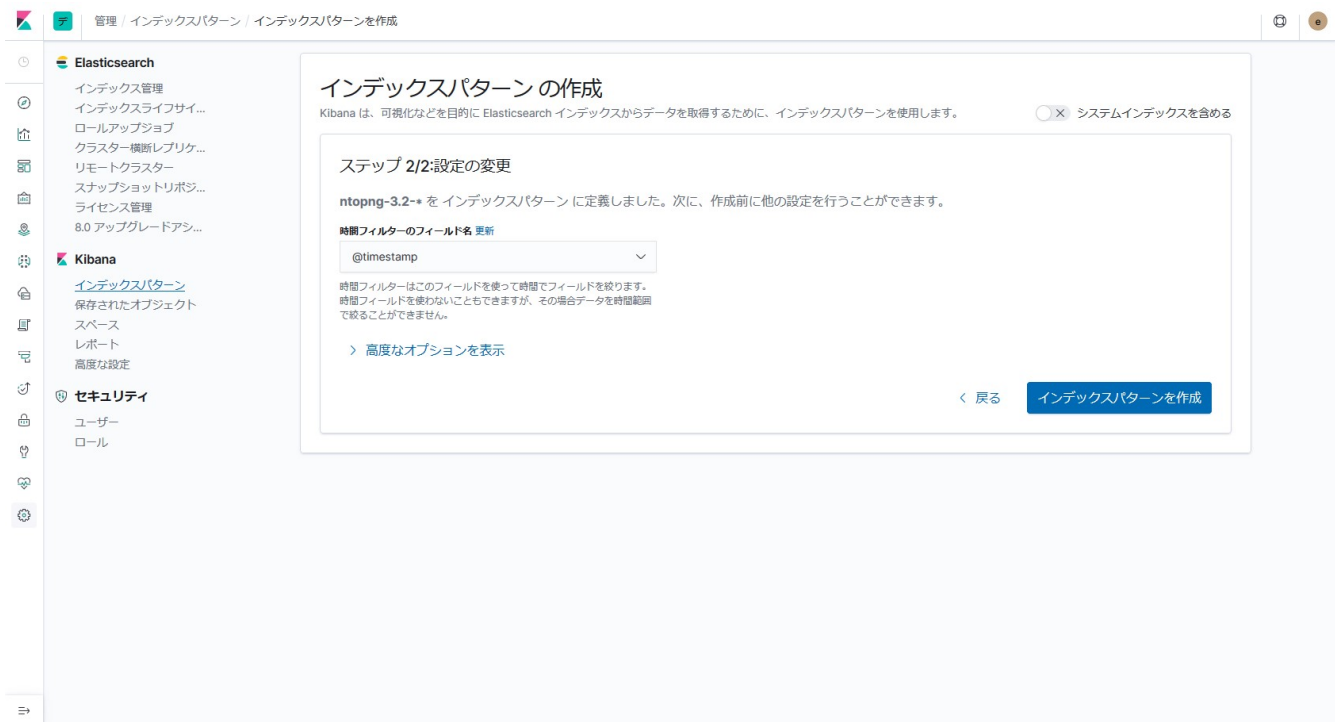 デ 管理 / インデックスパターン / インデックスパターンを作成 e
Elasticsearch
インデックス管理
インデックスライフサイ...
ロールアップジョブ
クラスター横断レプリケ...
リモートクラスター
スナップショットリポジ...
ライセンス管理
8.0 アップグレードアシ...
Kibana
インデックスパターン
保存されたオブジェクト
スペース
レポート
高度な設定
セキュリティ
ユーザー
ロール
インデックスパターン の作成
Kibana は、可視化などを目的に Elasticsearch インデックスからデータを取得するために、インデックスパターンを使用します。
システムインデックスを含める
ステップ 2/2:設定の変更
ntopng-3.2-* を インデックスパターン に定義しました。次に、作成前に他の設定を行うことができます。
時間フィルターのフィールド名 更新
@timestamp
時間フィルターはこのフィールドを使って時間でフィールドを絞ります。
時間フィールドを使わないこともできますが、その場合データを時間範囲
で絞ることができません。
高度なオプションを表示
戻る
インデックスパターンを作成